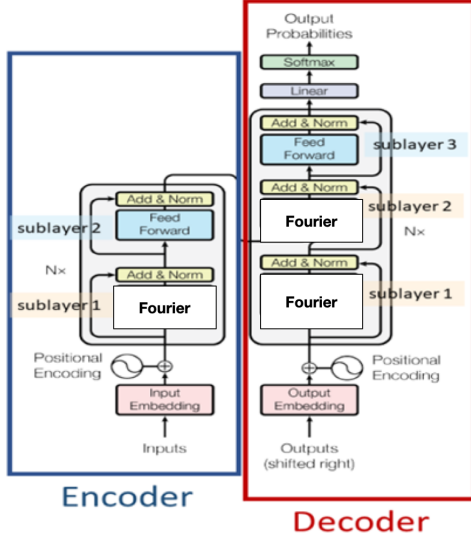 Output
Probabilities
Softmax
Linear
Add & Norm
Feed
Forward
sublayer 3
Add & Norm
Fourier
sublayer 2
Nx
Add & Norm
Fourier
sublayer 1
Positional
Encoding
Output
Embedding
Outputs
(shifted right)
Decoder
Add & Norm
Feed
Forward
sublayer 2
Nx
Add & Norm
Fourier
sublayer 1
Positional
Encoding
Input
Embedding
Inputs
Encoder